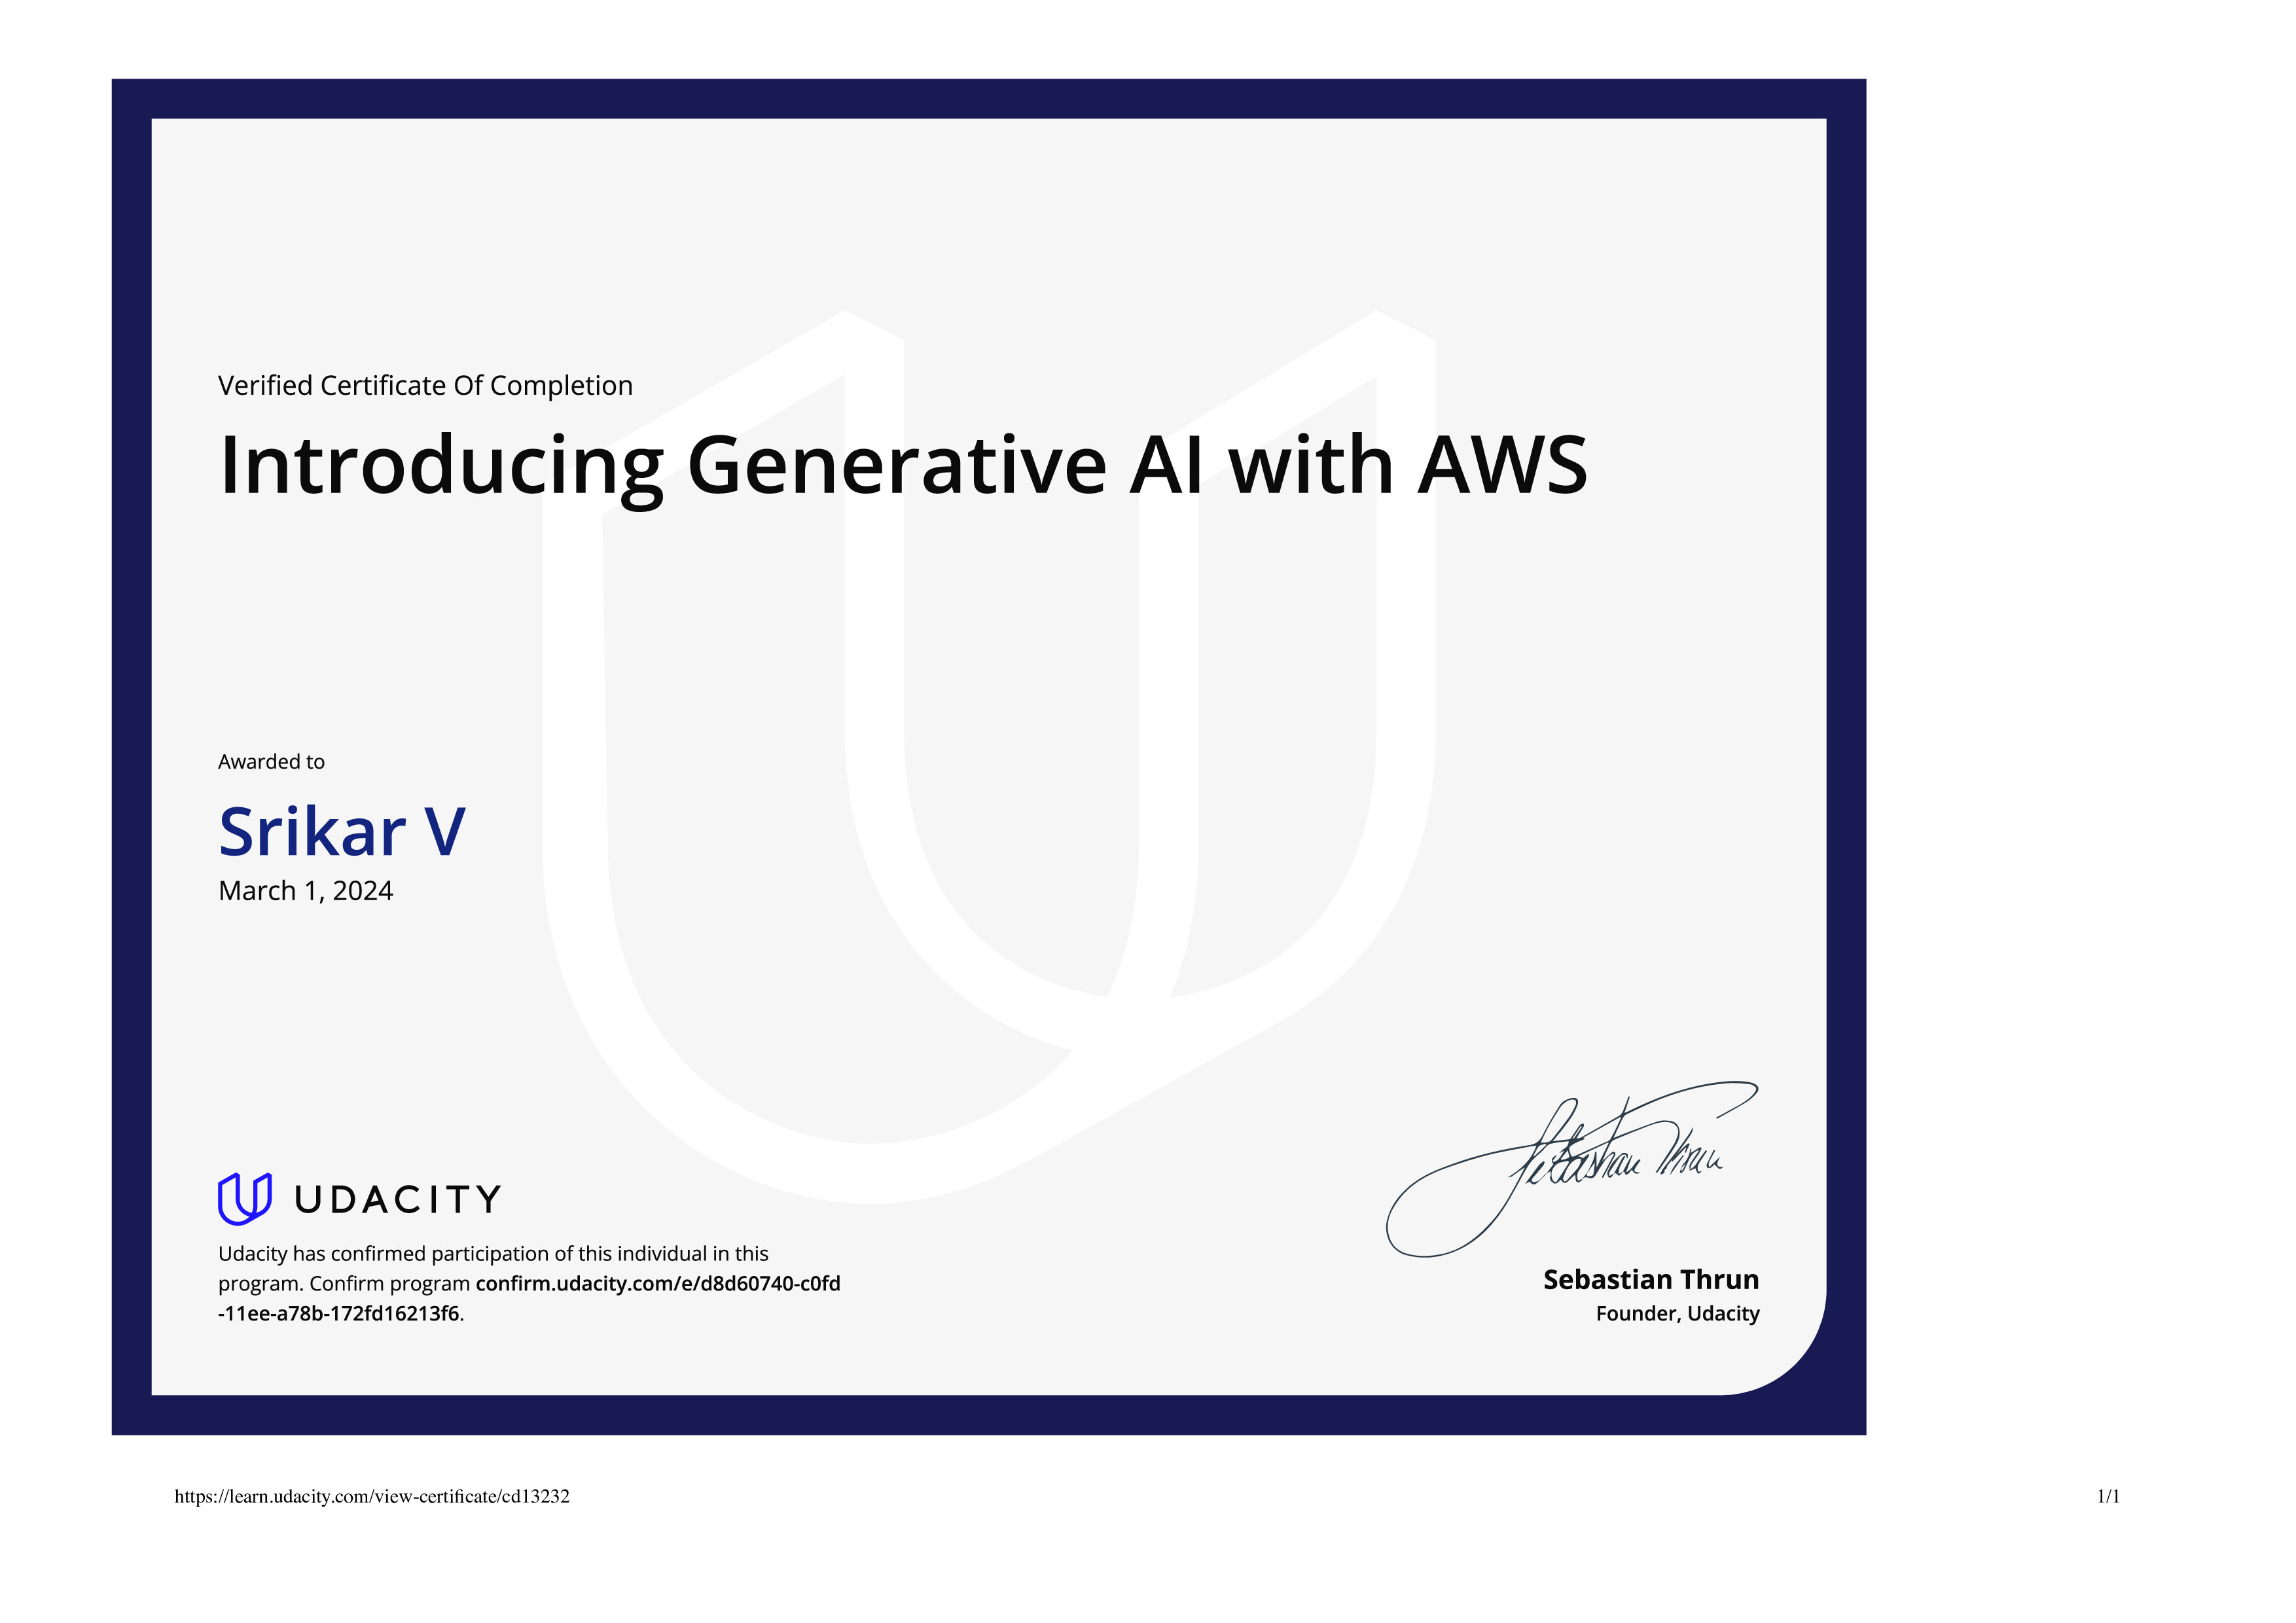 Verified Certificate Of Completion
Introducing Generative AI with AWS
Awarded to
Srikar V
March 1, 2024
UDACITY
Udacity has confirmed participation of this individual in this
program. Confirm program confirm.udacity.com/e/d8d60740-c0fd
-11ee-a78b-172fd16213f6.
Sebastian Thrun
Sebastian Thrun
Founder, Udacity
https://learn.udacity.com/view-certificate/cd13232
1/1